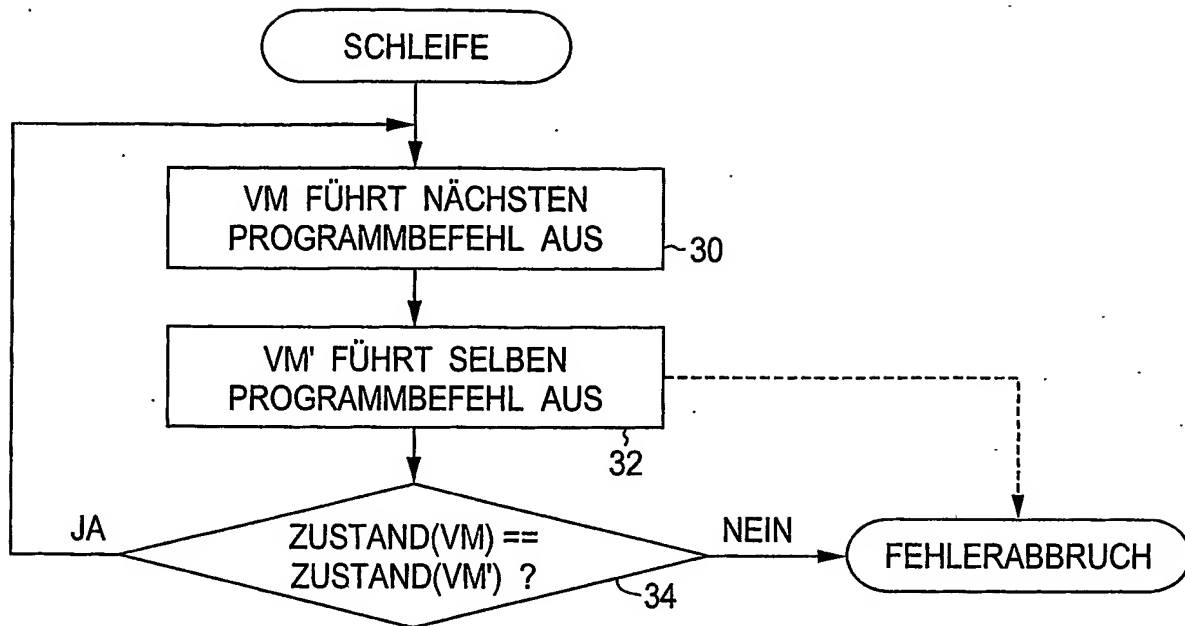 SCHLEIFE
VM FÜHRT NÄCHSTEN
PROGRAMMBEFEHL AUS
30
VM' FÜHRT SELBEN
PROGRAMMBEFEHL AUS
32
JA
ZUSTAND(VM) ==
ZUSTAND(VM') ?
34
NEIN
FEHLERABBRUCH